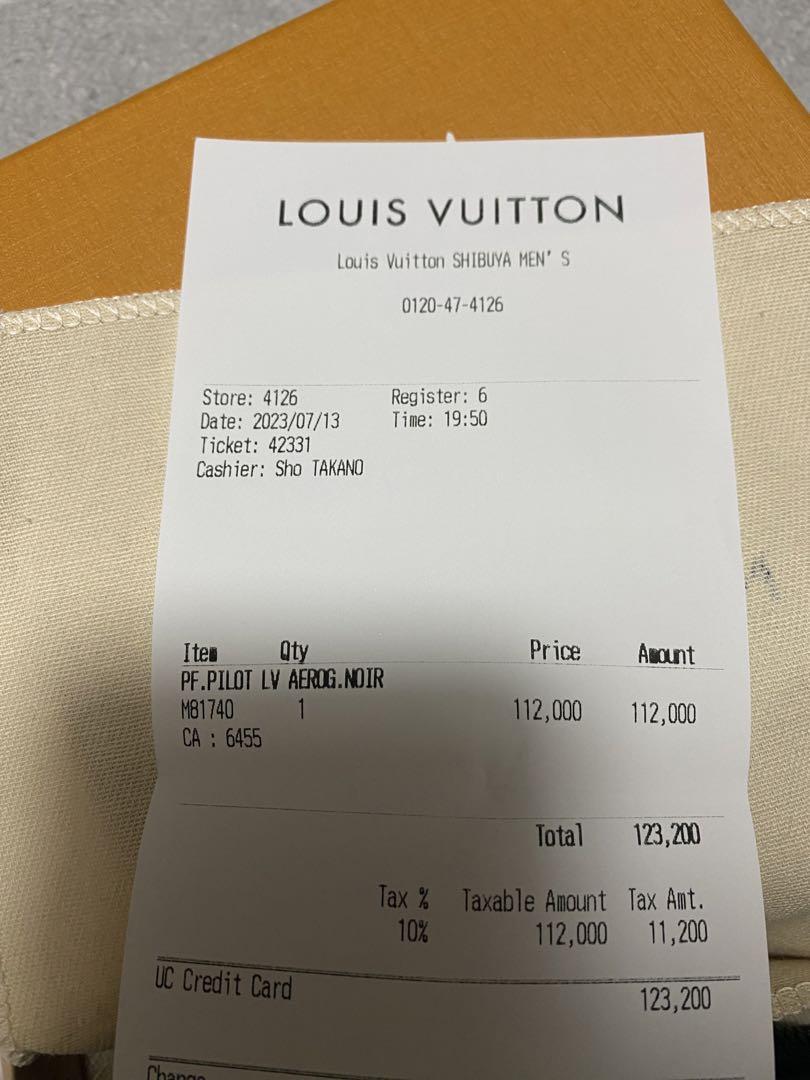 LOUIS VUITTON
Louis Vuitton SHIBUYA MEN'S
0120-47-4126
Store: 4126 Register: 6
Date: 2023/07/13 Time: 19:50
Ticket: 42331
Cashier: Sho TAKANO
Item Qty Price Amount
PF.PILOT LV AEROG.NOIR
M81740 1 112,000 112,000
CA : 6455
Total 123,200
Tax % Taxable Amount Tax Amt.
10% 112,000 11,200
UC Credit Card 123,200
Change